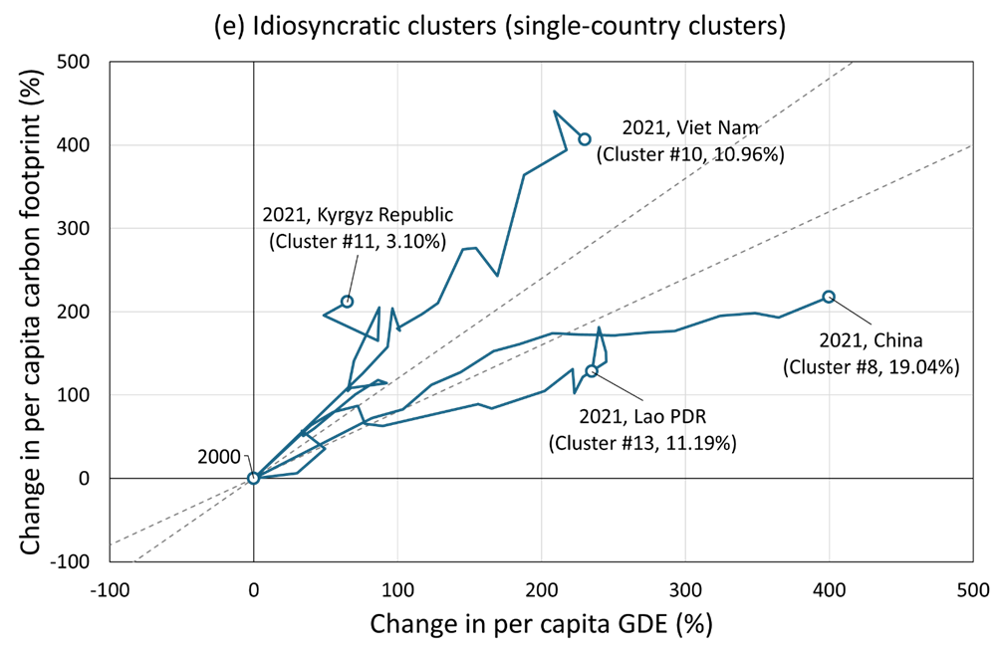 (e) Idiosyncratic clusters (single-country clusters)
Change in per capita carbon footprint (%)
500
400
300
200
100
0
-100
2021, Viet Nam
(Cluster #10, 10.96%)
2021, Kyrgyz Republic
(Cluster #11, 3.10%)
2021, China
(Cluster #8, 19.04%)
2021, Lao PDR
(Cluster #13, 11.19%)
2000
-100
0
100
200
300
400
500
Change in per capita GDE (%)